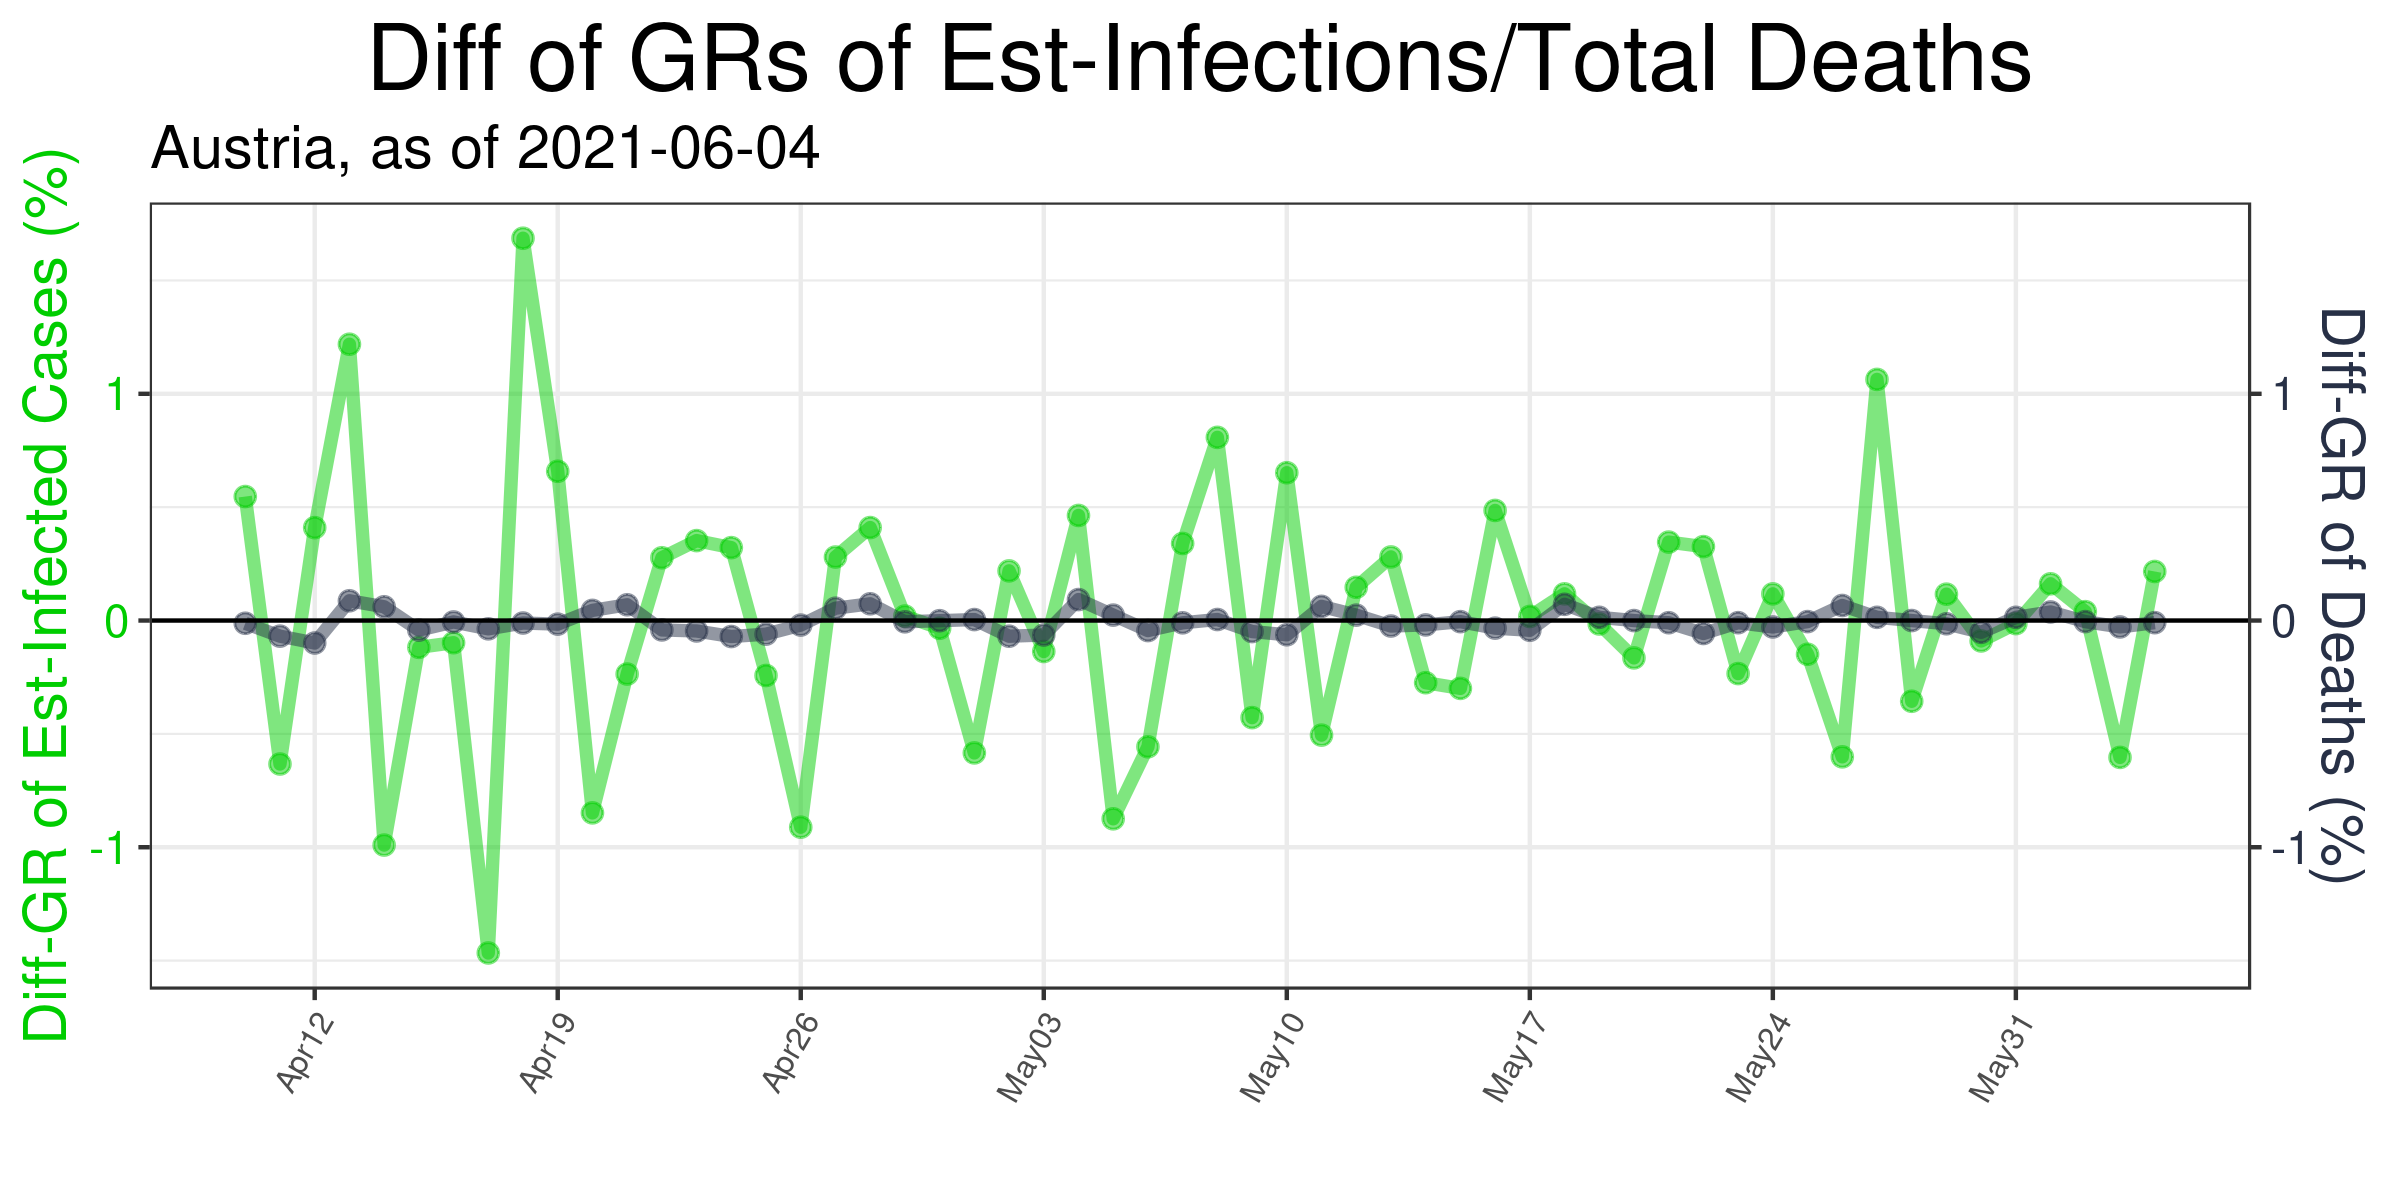 Diff of GRs of Est-Infections/Total Deaths
Austria, as of 2021-06-04
Diff-GR of Est-Infected Cases (%)
1
0
-1
1
0
-1
Diff-GR of Deaths (%)
Apr12
Apr19
Apr26
May03
May10
May17
May24
May31